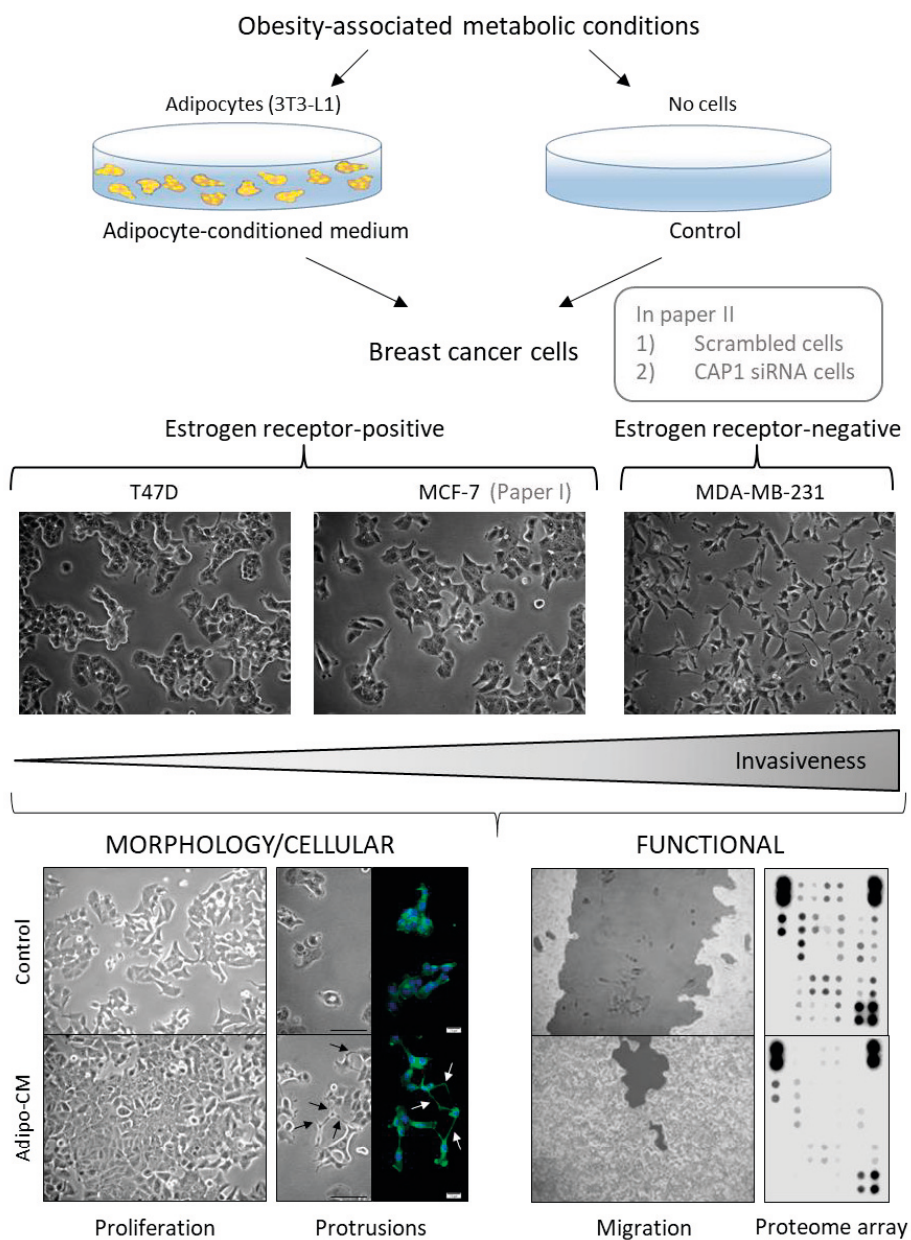 Obesity-associated metabolic conditions
Adipocytes (3T3-L1)
No cells
Adipocyte-conditioned medium
Control
In paper II
1) Scrambled cells
2) CAP1 siRNA cells
Breast cancer cells
Estrogen receptor-positive
Estrogen receptor-negative
T47D
MCF-7 (Paper I)
MDA-MB-231
Invasiveness
MORPHOLOGY/CELLULAR
FUNCTIONAL
Control
Adipo-CM
Proliferation
Protrusions
Migration
Proteome array